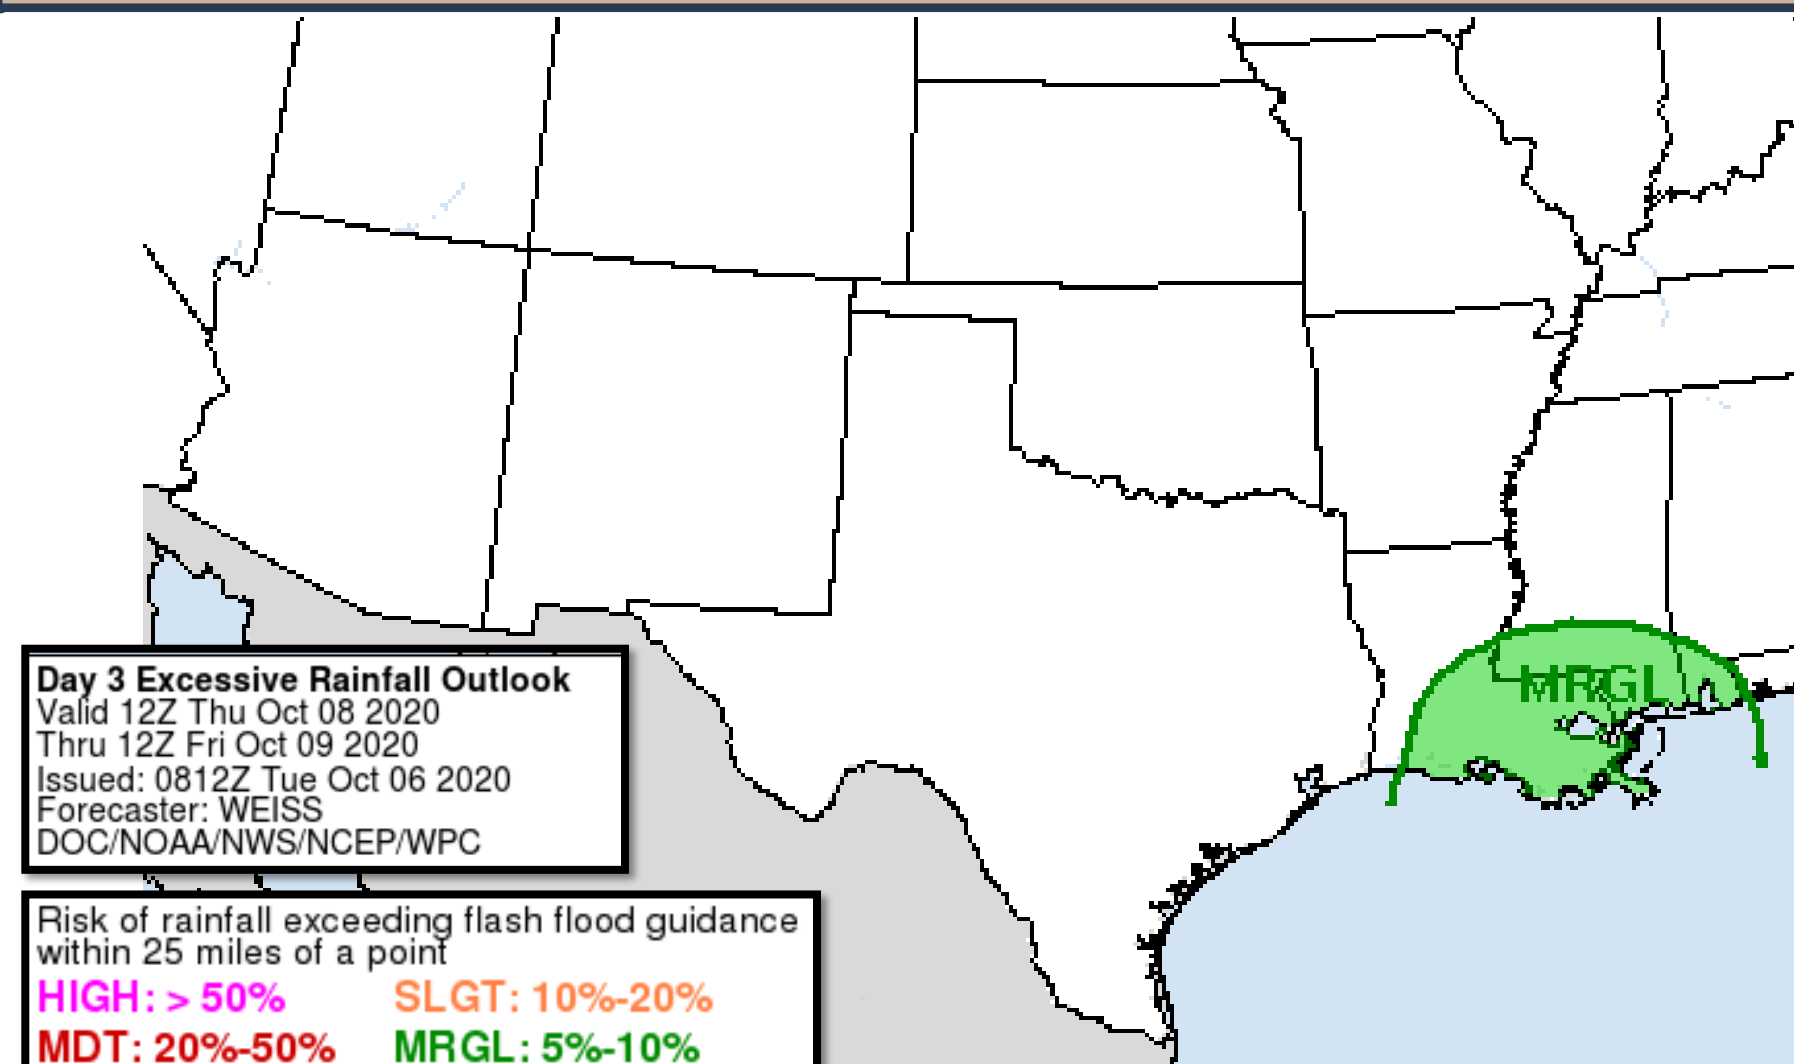 MRGL
Day 3 Excessive Rainfall Outlook
Valid 12Z Thu Oct 08 2020
Thru 12Z Fri Oct 09 2020
Issued: 0812Z Tue Oct 06 2020
Forecaster: WEISS
DOC/NOAA/NWS/NCEP/WPC
Risk of rainfall exceeding flash flood guidance
within 25 miles of a point
HIGH: > 50% SLGT: 10%-20%
MDT: 20%-50% MRGL: 5%-10%